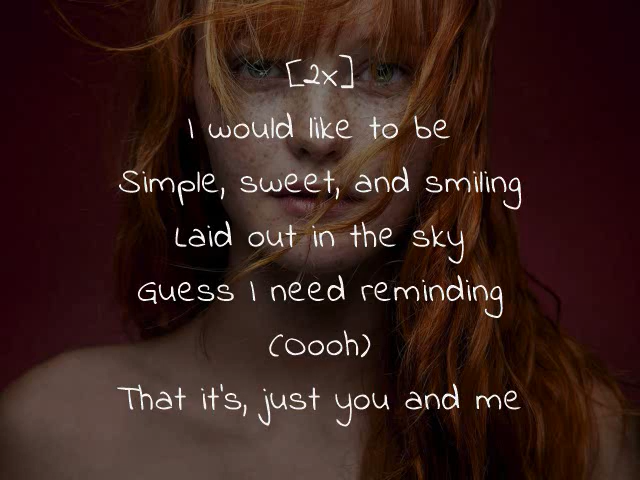 [2x]
I would like to be
Simple, sweet, and smiling
Laid out in the sky
Guess I need reminding
(Oooh)
That it's, just you and me